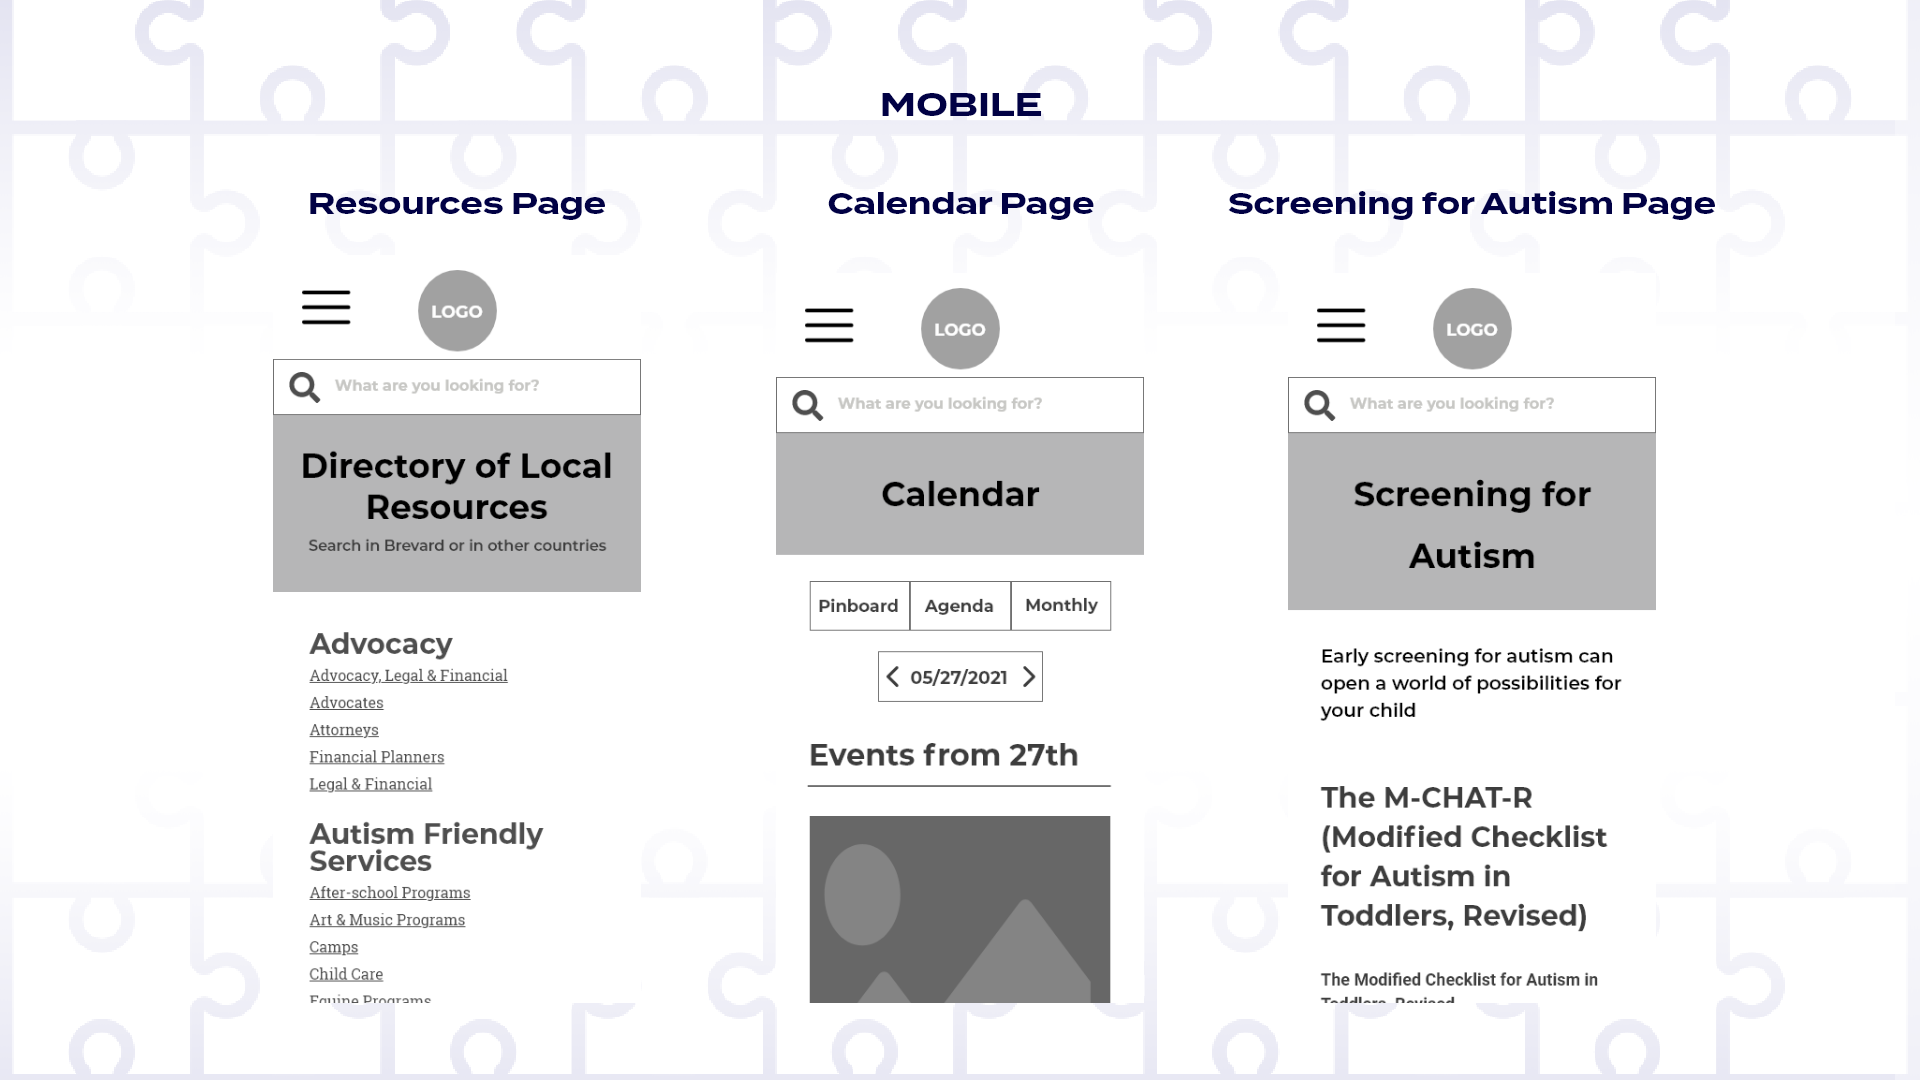 MOBILE
Resources Page
LOGO
What are you looking for?
Directory of Local
Resources
Search in Brevard or in other countries
Advocacy
Advocacy, Legal & Financial
Advocates
Attorneys
Financial Planners
Legal & Financial
Autism Friendly
Services
After-school Programs
Art & Music Programs
Camps
Child Care
Equine Programs
Calendar Page
LOGO
What are you looking for?
Calendar
Pinboard Agenda Monthly
05/27/2021
Events from 27th
Screening for Autism Page
LOGO
What are you looking for?
Screening for
Autism
Early screening for autism can
open a world of possibilities for
your child
The M-CHAT-R
(Modified Checklist
for Autism in
Toddlers, Revised)
The Modified Checklist for Autism in
Toddlers, Revised